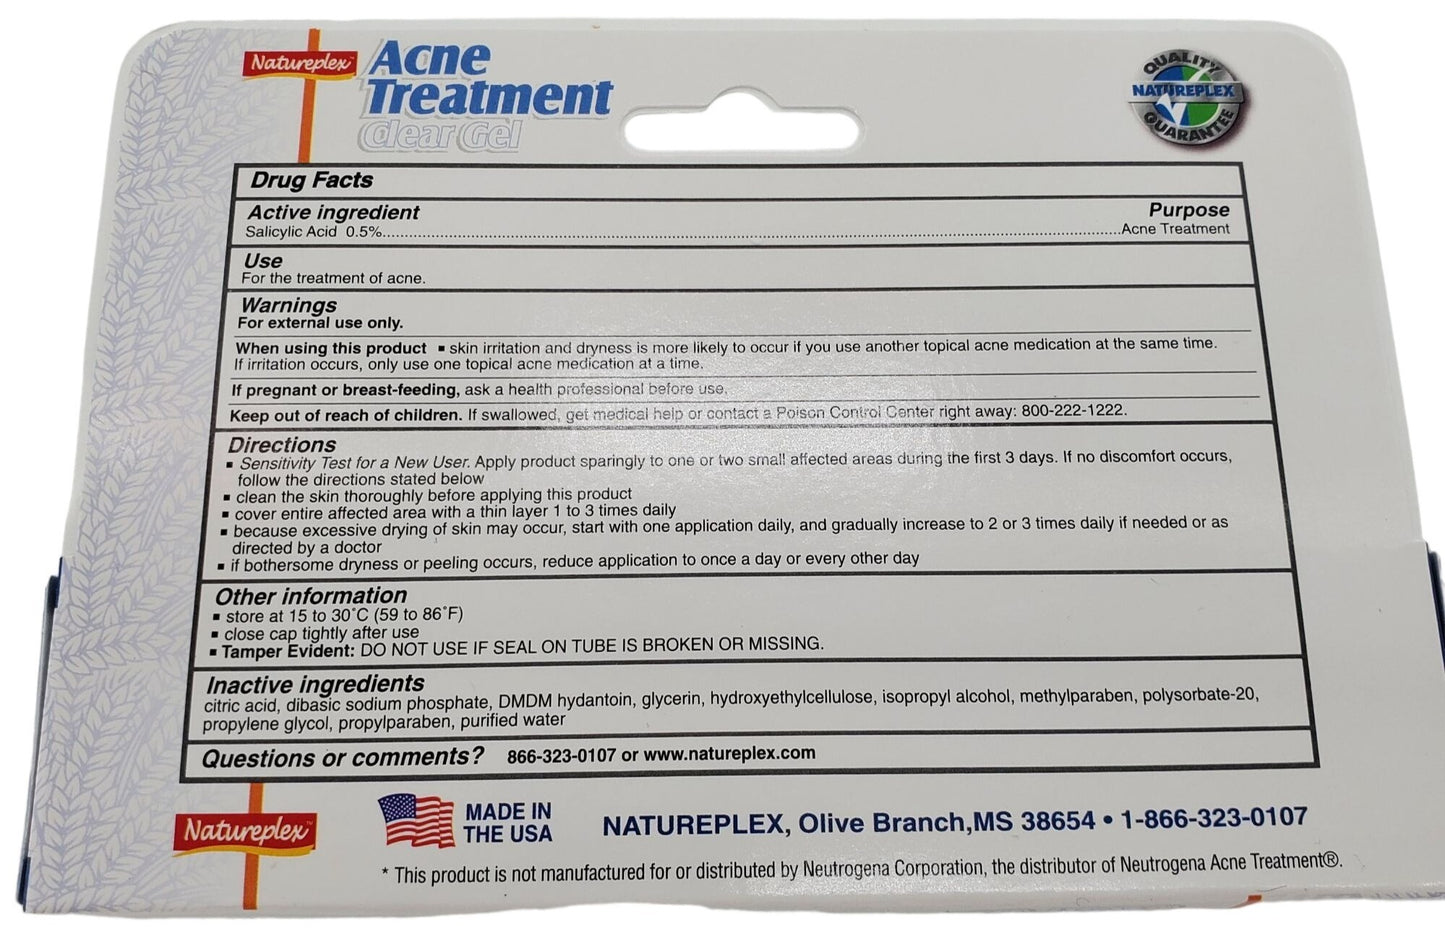 Natureplex™
Acne
Treatment
Clear Gel
QUALITY
NATUREPLEX
GUARANTEE
Drug Facts
Active ingredient Purpose
Salicylic Acid 0.5%..........Acne Treatment
Use
For the treatment of acne.
Warnings
For external use only.
When using this product ▪ skin irritation and dryness is more likely to occur if you use another topical acne medication at the same time.
If irritation occurs, only use one topical acne medication at a time.
If pregnant or breast-feeding, ask a health professional before use.
Keep out of reach of children. If swallowed, get medical help or contact a Poison Control Center right away: 800-222-1222.
Directions
▪ Sensitivity Test for a New User. Apply product sparingly to one or two small affected areas during the first 3 days. If no discomfort occurs,
follow the directions stated below
▪ clean the skin thoroughly before applying this product
▪ cover entire affected area with a thin layer 1 to 3 times daily
▪ because excessive drying of skin may occur, start with one application daily, and gradually increase to 2 or 3 times daily if needed or as
directed by a doctor
▪ if bothersome dryness or peeling occurs, reduce application to once a day or every other day
Other information
▪ store at 15 to 30˚C (59 to 86˚F)
▪ close cap tightly after use
▪ Tamper Evident: DO NOT USE IF SEAL ON TUBE IS BROKEN OR MISSING.
Inactive ingredients
citric acid, dibasic sodium phosphate, DMDM hydantoin, glycerin, hydroxyethylcellulose, isopropyl alcohol, methylparaben, polysorbate-20,
propylene glycol, propylparaben, purified water
Questions or comments? 866-323-0107 or www.natureplex.com
Natureplex™
MADE IN
THE USA
NATUREPLEX, Olive Branch,MS 38654 • 1-866-323-0107
* This product is not manufactured for or distributed by Neutrogena Corporation, the distributor of Neutrogena Acne Treatment®.